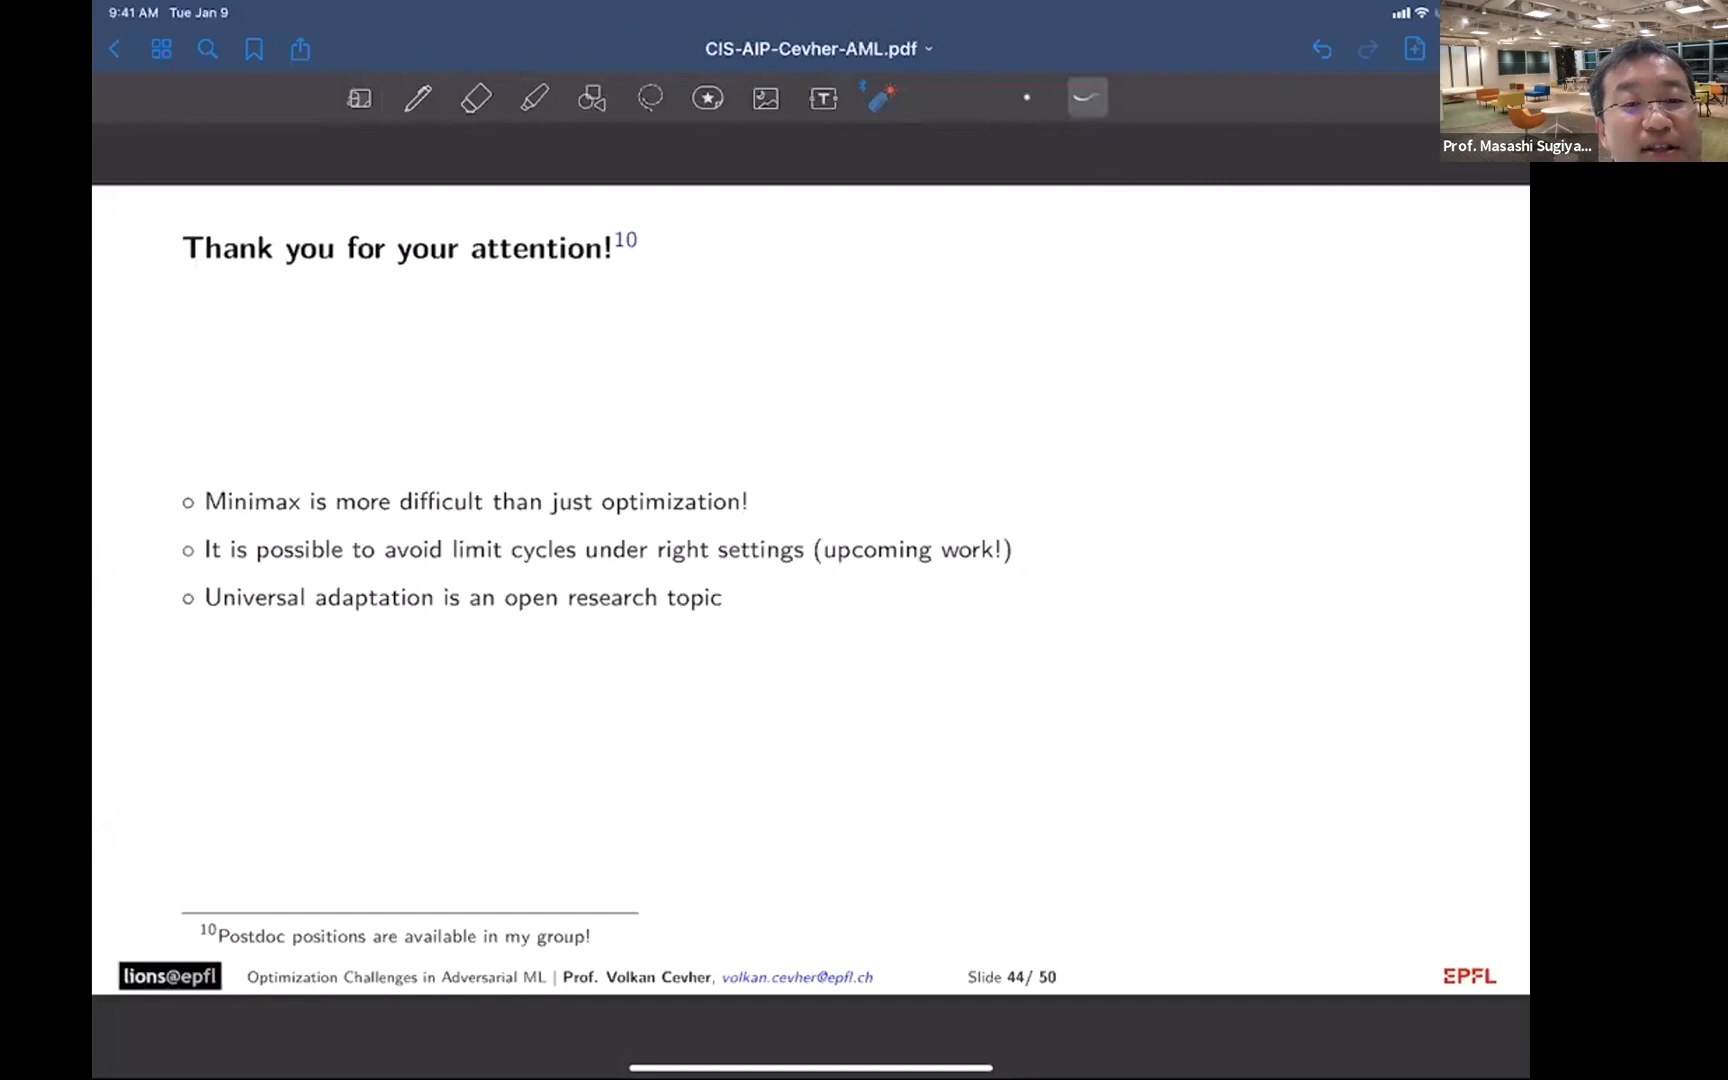 9:41 AM Tue Jan 9
CIS-AIP-Cevher-AML.pdf
T
Prof. Masashi Sugiya...
Thank you for your attention!10
Minimax is more difficult than just optimization!
It is possible to avoid limit cycles under right settings (upcoming work!)
Universal adaptation is an open research topic
10Postdoc positions are available in my group!
lions@epfl Optimization Challenges in Adversarial ML | Prof. Volkan Cevher, volkan.cevher@epfl.ch Slide 44/ 50 EPFL